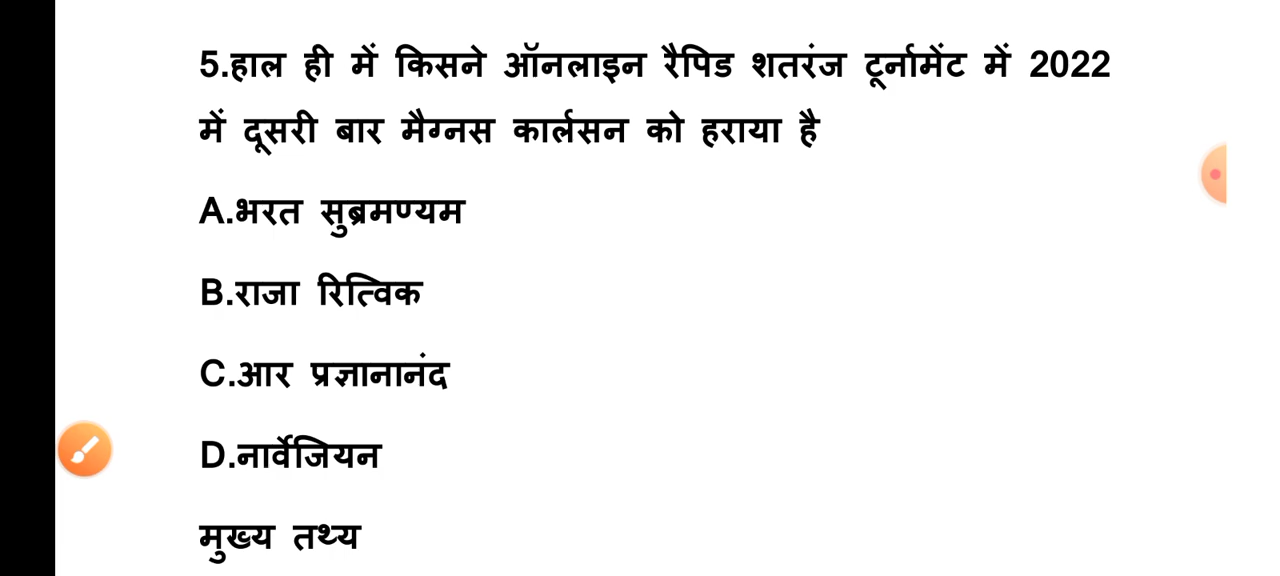 5.हाल ही में किसने ऑनलाइन रैपिड शतरंज टूर्नामेंट में 2022
में दूसरी बार मैग्नस कार्लसन को हराया है
A.भरत सुब्रमण्यम
B.राजा रित्विक
C.आर प्रज्ञानानंद
D.नार्वेजियन
मुख्य तथ्य